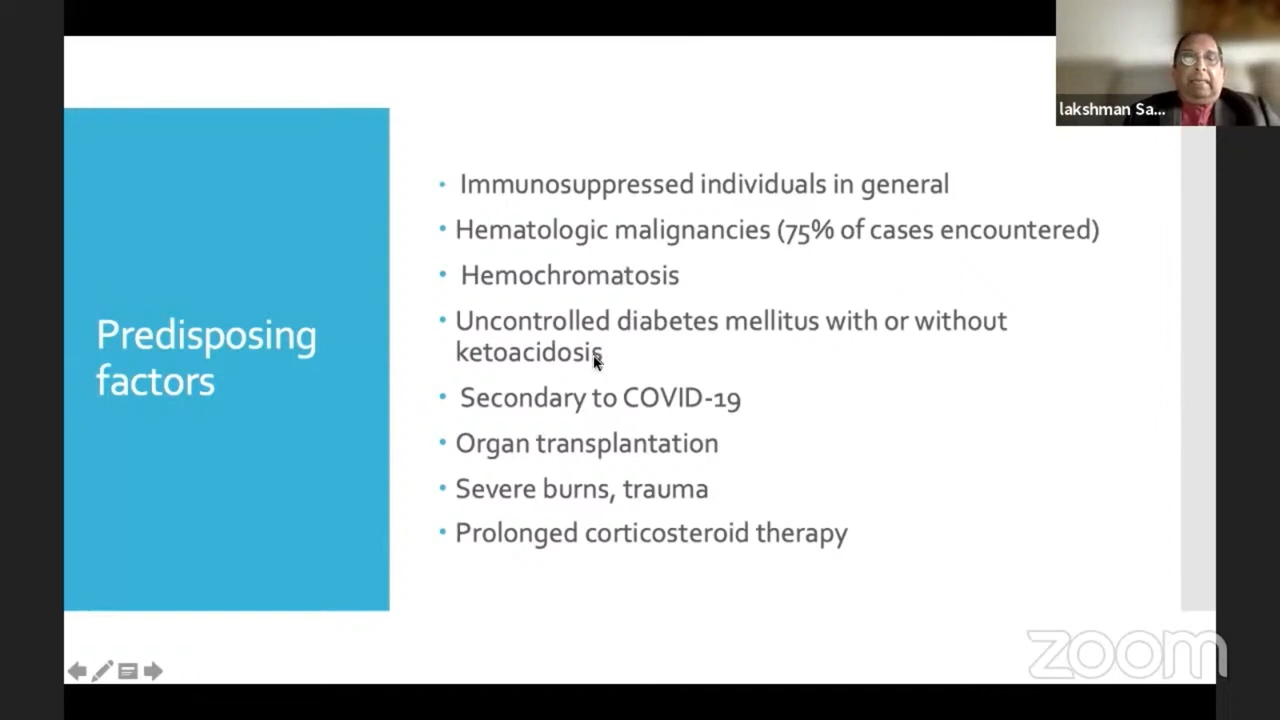 lakshman Sa...
Predisposing
factors
• Immunosuppressed individuals in general
• Hematologic malignancies (75% of cases encountered)
• Hemochromatosis
• Uncontrolled diabetes mellitus with or without
ketoacidosis
• Secondary to COVID-19
• Organ transplantation
• Severe burns, trauma
• Prolonged corticosteroid therapy
zoom